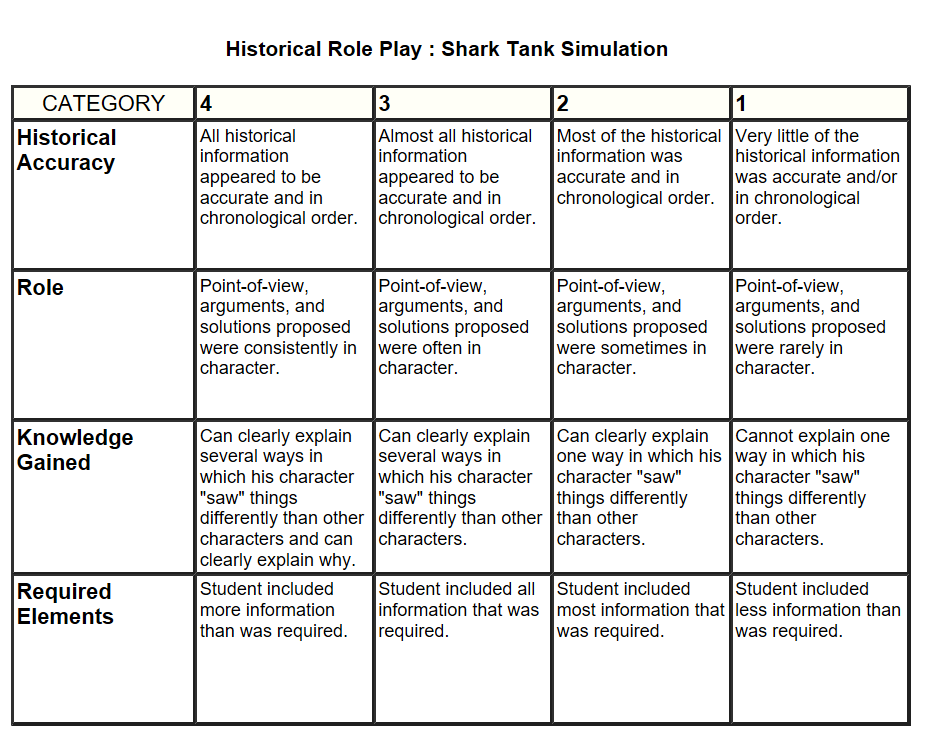 Historical Role Play : Shark Tank Simulation
CATEGORY 4 3 2 1
Historical
Accuracy
All historical
information
appeared to be
accurate and in
chronological order.
Almost all historical
information
appeared to be
accurate and in
chronological order.
Most of the historical
information was
accurate and in
chronological order.
Very little of the
historical information
was accurate and/or
in chronological
order.
Role
Point-of-view,
arguments, and
solutions proposed
were consistently in
character.
Point-of-view,
arguments, and
solutions proposed
were often in
character.
Point-of-view,
arguments, and
solutions proposed
were sometimes in
character.
Point-of-view,
arguments, and
solutions proposed
were rarely in
character.
Knowledge
Gained
Can clearly explain
several ways in
which his character
"saw" things
differently than other
characters and can
clearly explain why.
Can clearly explain
several ways in
which his character
"saw" things
differently than other
characters.
Can clearly explain
one way in which his
character "saw"
things differently
than other
characters.
Cannot explain one
way in which his
character "saw"
things differently
than other
characters.
Required
Elements
Student included
more information
than was required.
Student included all
information that was
required.
Student included
most information that
was required.
Student included
less information than
was required.